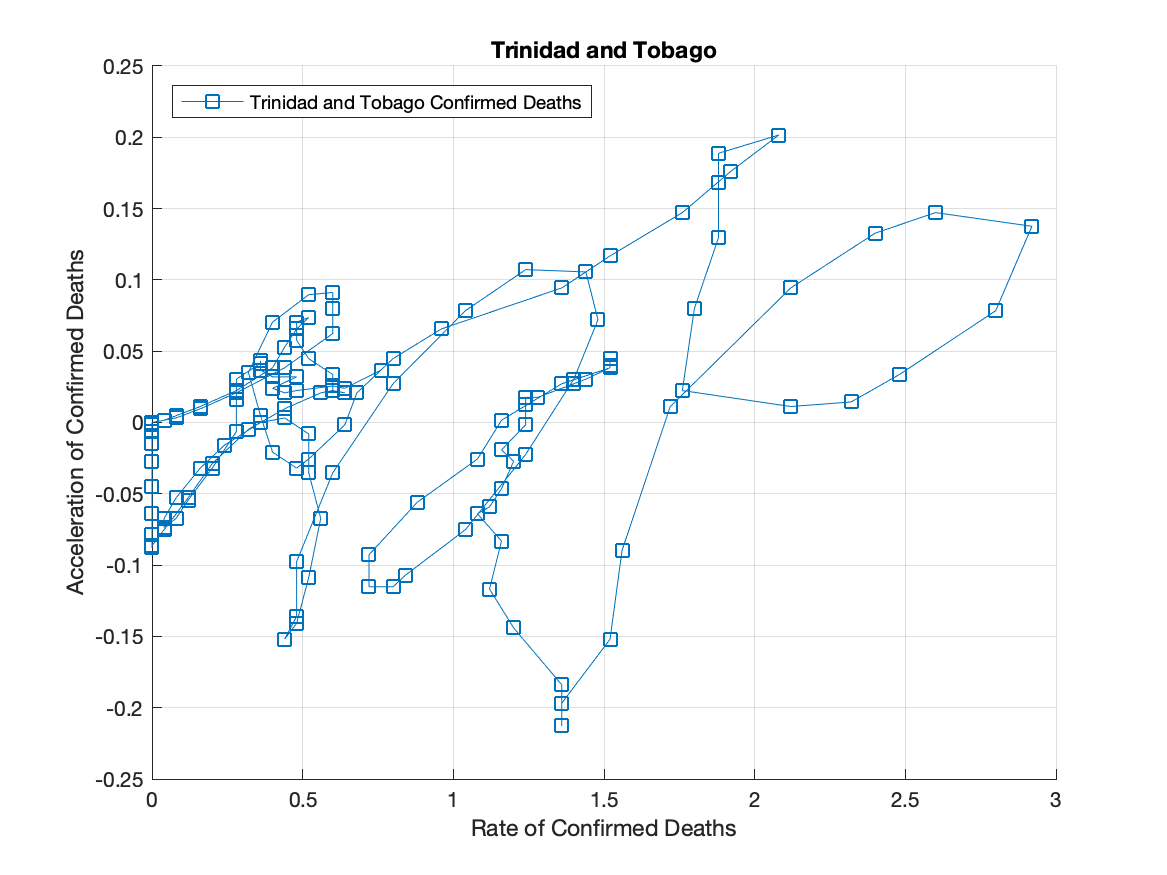 Trinidad and Tobago
0.25
Trinidad and Tobago Confirmed Deaths
0.2
0.15
0.1
0.05
0
-0.05
-0.1
-0.15
-0.2
-0.25
Acceleration of Confirmed Deaths
0 0.5 1 1.5 2 2.5 3
Rate of Confirmed Deaths